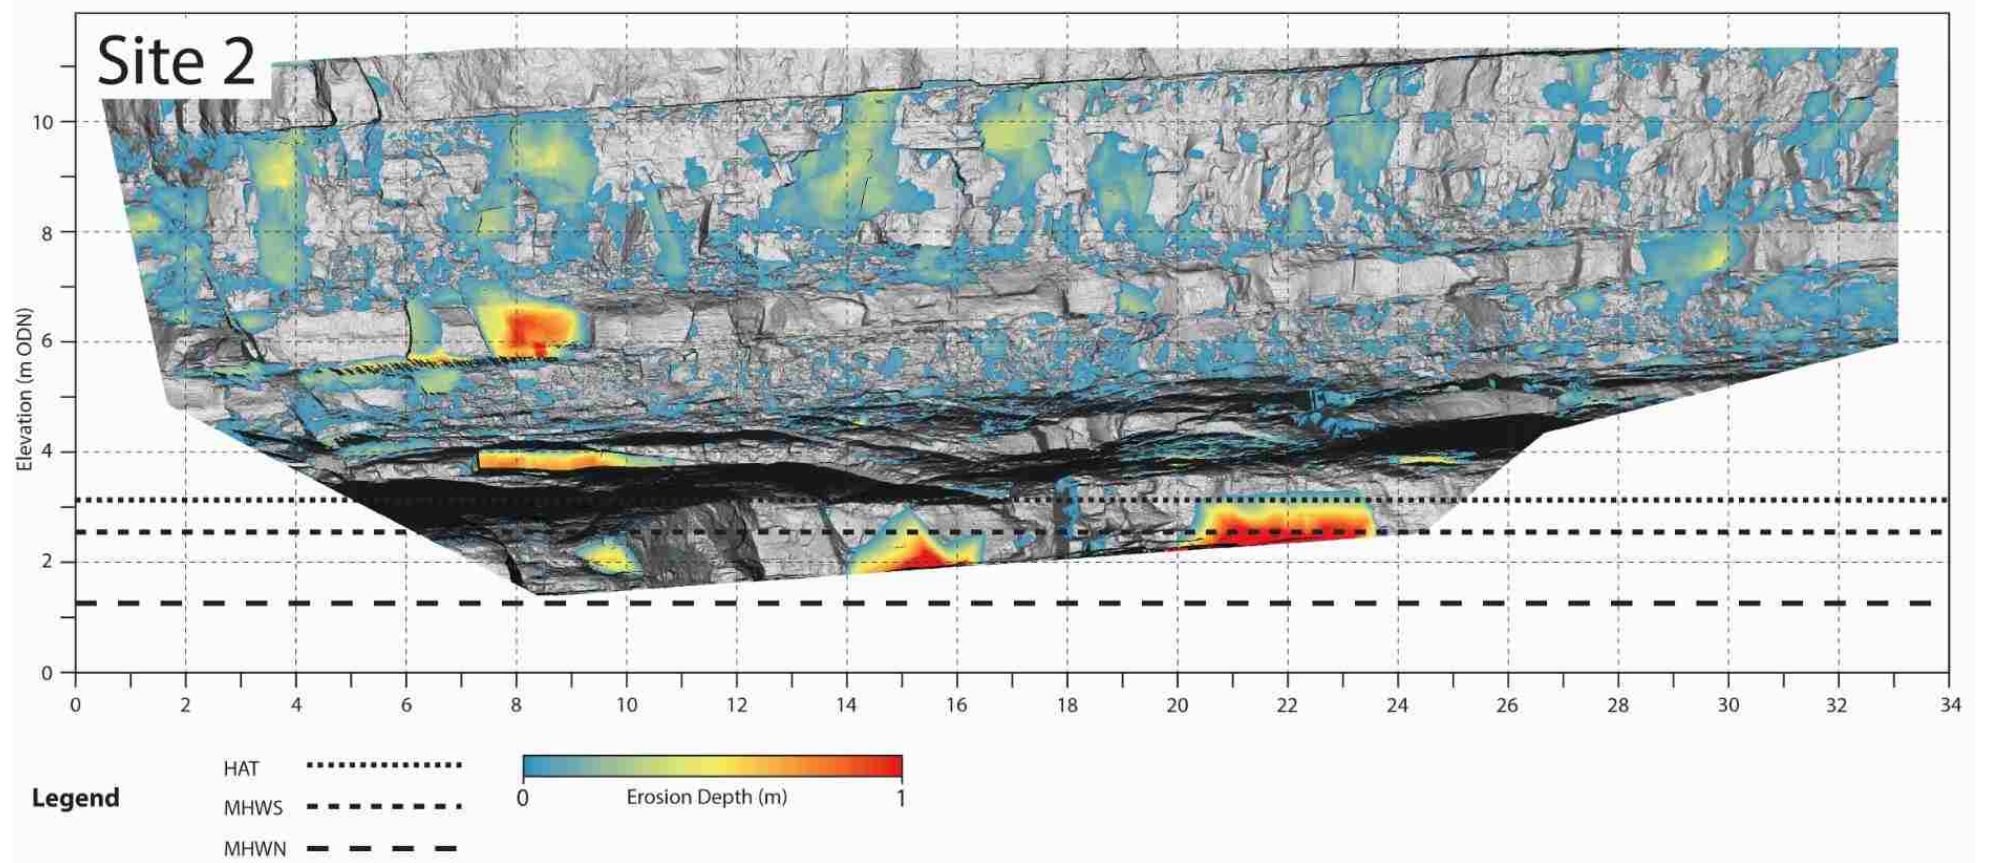 Site 2
Elevation (m ODN)
10
8
6
4
2
0
0 2 4 6 8 10 12 14 16 18 20 22 24 26 28 30 32 34
Legend
HAT
MHWS
MHWN
0 Erosion Depth (m) 1